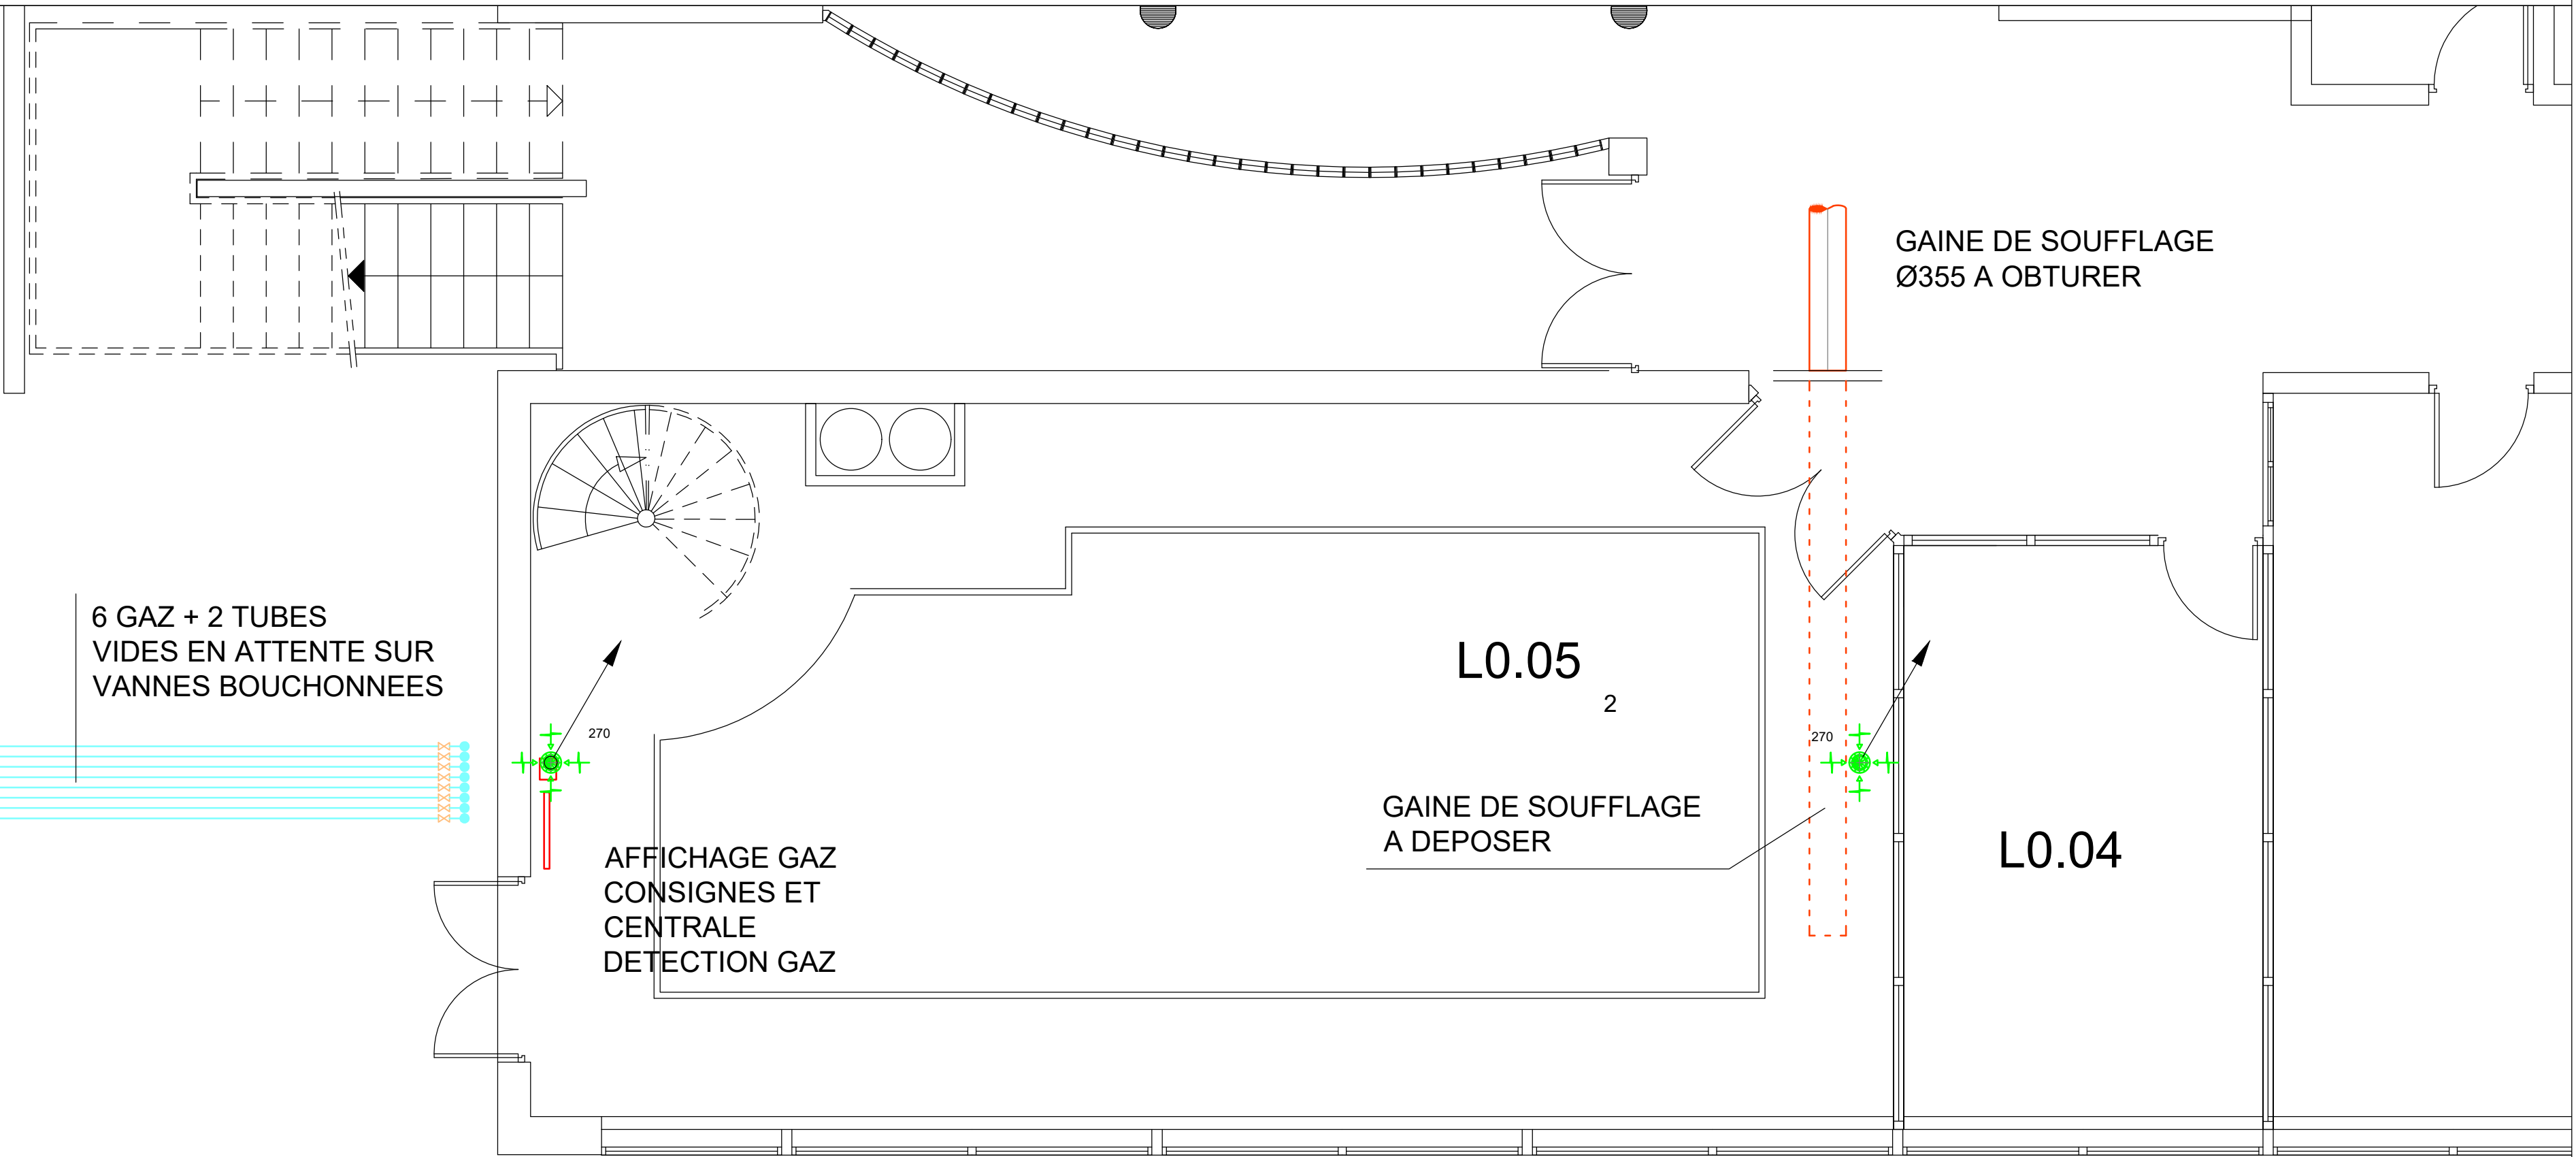 GAINE DE SOUFFLAGE
Ø355 A OBTURER
6 GAZ + 2 TUBES
VIDES EN ATTENTE SUR
VANNES BOUCHONNEES
L0.05
2
270
270
GAINE DE SOUFFLAGE
A DEPOSER
L0.04
AFFICHAGE GAZ
CONSIGNES ET
CENTRALE
DETECTION GAZ